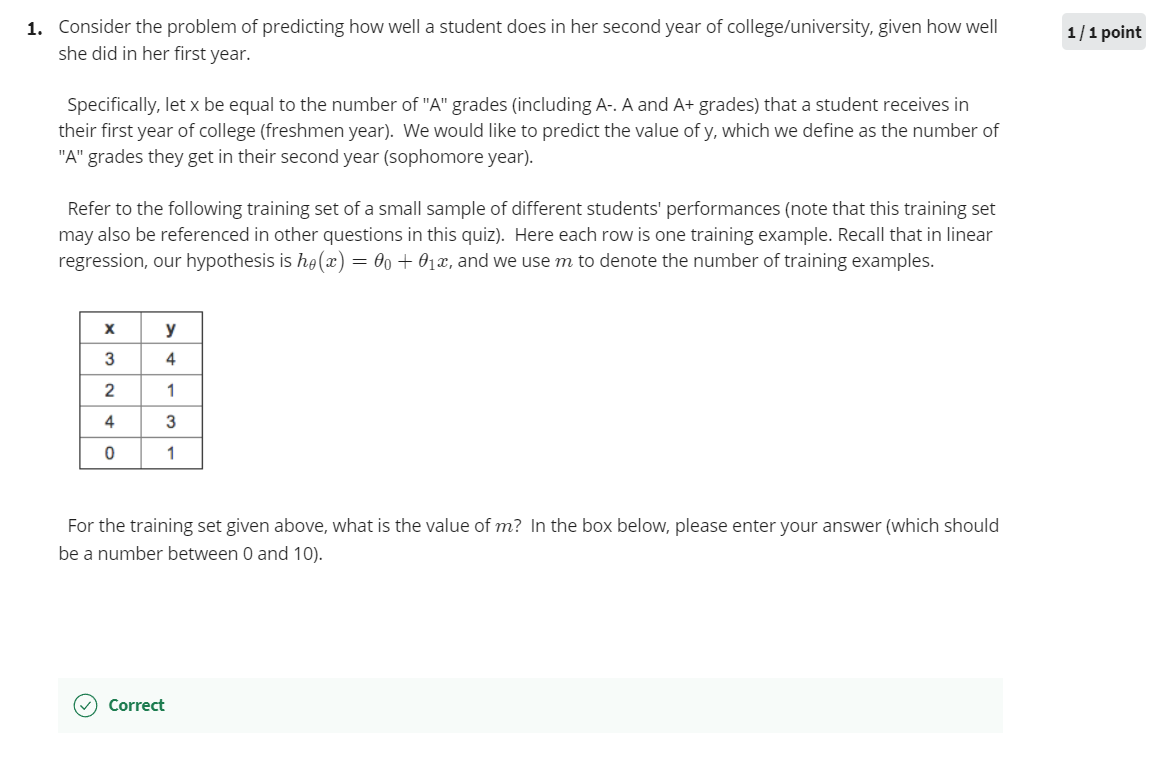 1. Consider the problem of predicting how well a student does in her second year of college/university, given how well
she did in her first year.
1 / 1 point
Specifically, let x be equal to the number of "A" grades (including A-. A and A+ grades) that a student receives in
their first year of college (freshmen year). We would like to predict the value of y, which we define as the number of
"A" grades they get in their second year (sophomore year).
Refer to the following training set of a small sample of different students' performances (note that this training set
may also be referenced in other questions in this quiz). Here each row is one training example. Recall that in linear
regression, our hypothesis is hθ(x) = θ0 + θ1x, and we use m to denote the number of training examples.
x y
3 4
2 1
4 3
0 1
For the training set given above, what is the value of m? In the box below, please enter your answer (which should
be a number between 0 and 10).
Correct